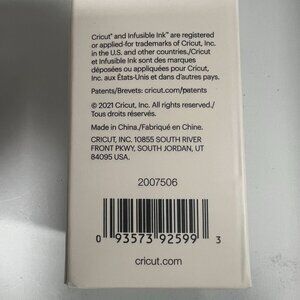 Cricut® and Infusible Ink™ are registered
or applied-for trademarks of Cricut, Inc.
in the U.S. and other countries./Cricut
et Infusible Ink sont des marques
déposées ou appliquées pour Cricut,
Inc. aux États-Unis et dans d'autres pays.
Patents/Brevets: cricut.com/patents
© 2021 Cricut, Inc. All rights reserved./
Tous droits réservés.
Made in China./Fabriqué en Chine.
CRICUT, INC. 10855 SOUTH RIVER
FRONT PKWY, SOUTH JORDAN, UT
84095 USA.
2007506
0 93573 92599 3
cricut.com